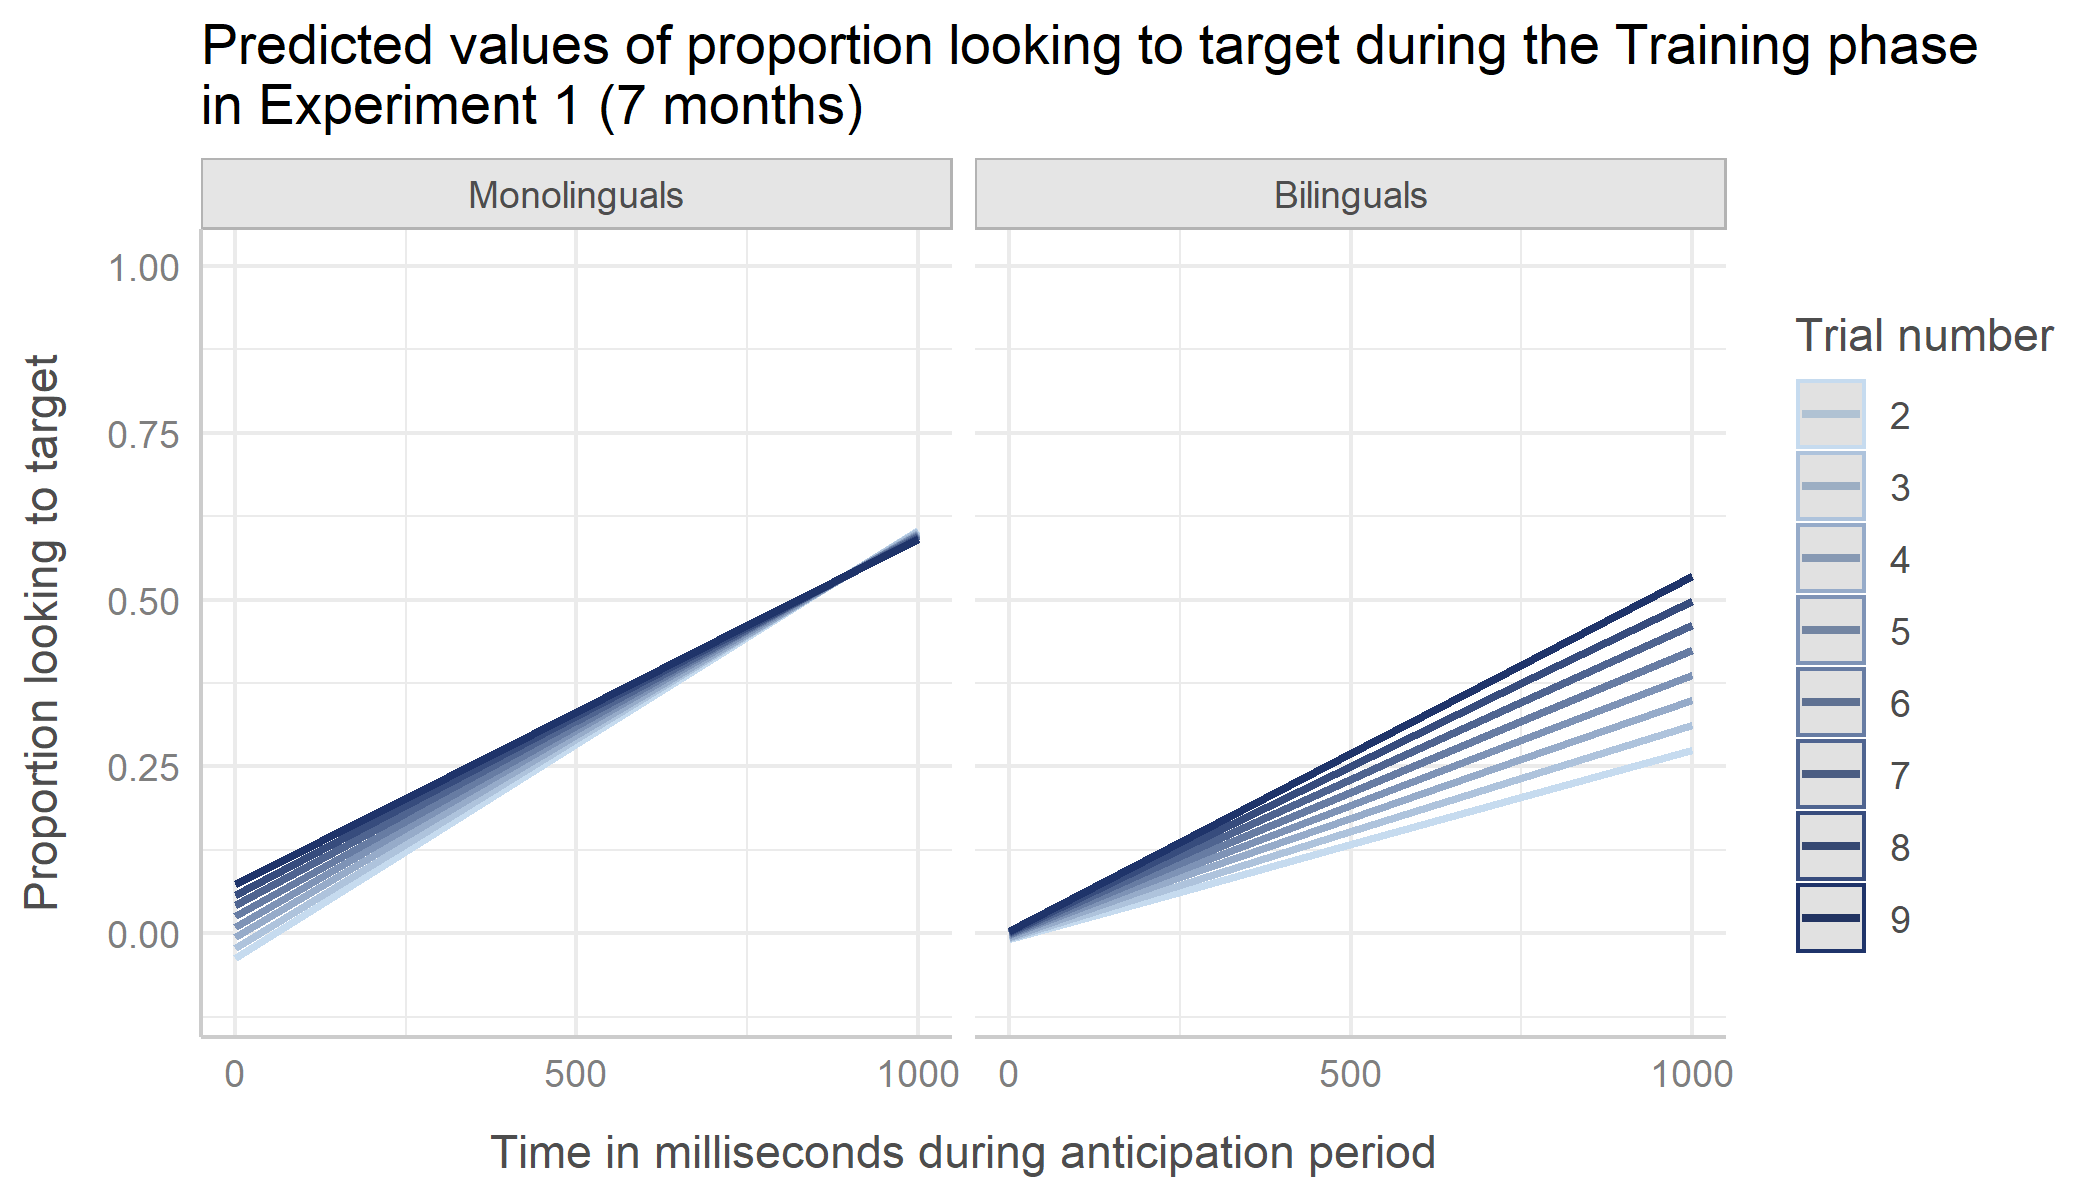 Predicted values of proportion looking to target during the Training phase
in Experiment 1 (7 months)
Monolinguals
Bilinguals
1.00
0.75
0.50
0.25
0.00
Proportion looking to target
0
500
1000
0
500
1000
Time in milliseconds during anticipation period
Trial number
2
3
4
5
6
7
8
9